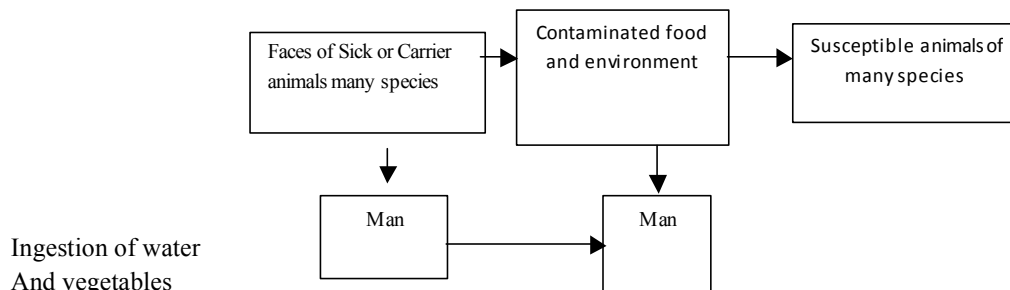 Faces of Sick or Carrier
animals many species
Contaminated food
and environment
Susceptible animals of
many species
Man
Man
Ingestion of water
And vegetables